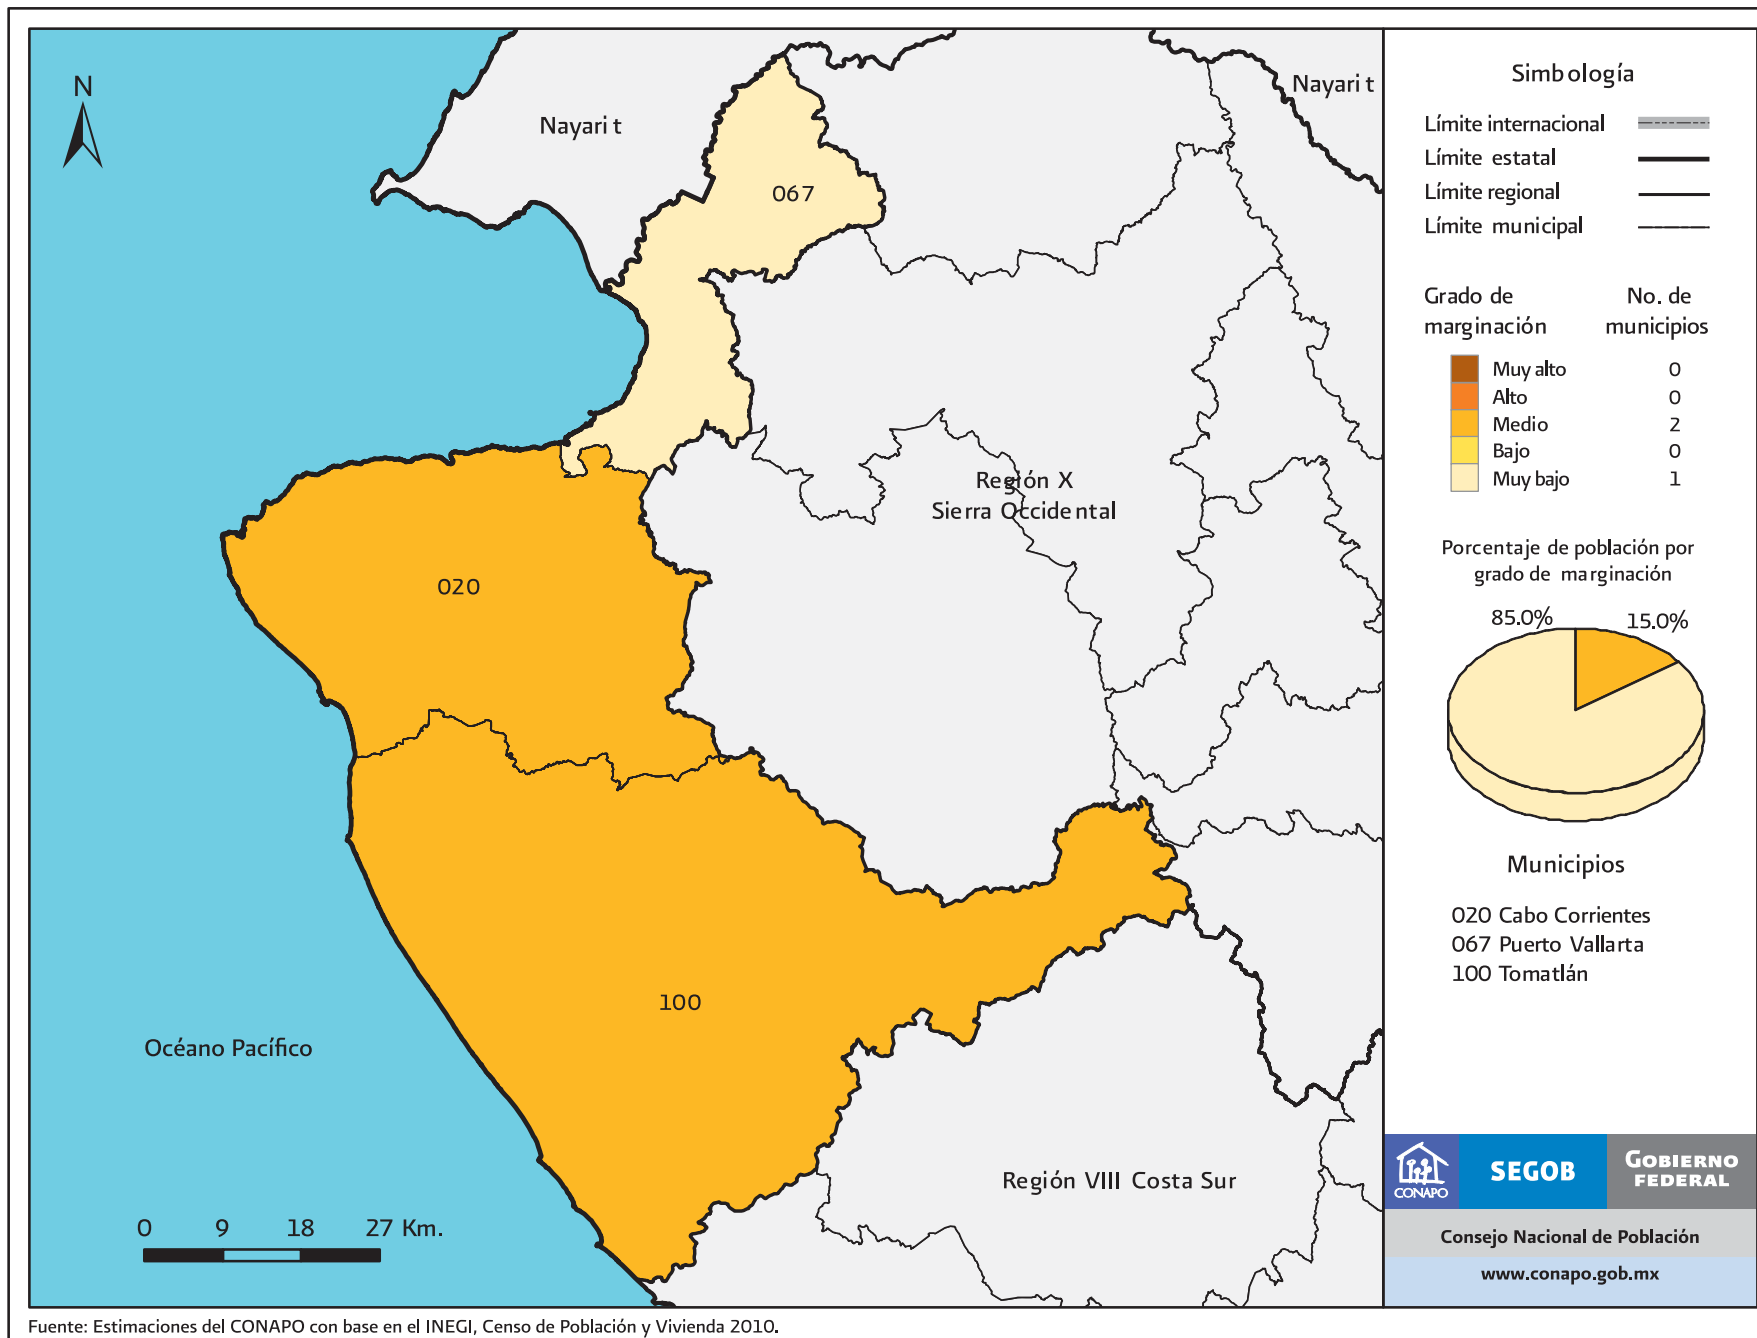 N
Nayarit
Nayarit
067
Región X
Sierra Occidental
020
100
Océano Pacífico
Región VIII Costa Sur
0 9 18 27 Km.
Simbología
Límite internacional
Límite estatal
Límite regional
Límite municipal
Grado de marginación
No. de municipios
Muy alto 0
Alto 0
Medio 2
Bajo 0
Muy bajo 1
Porcentaje de población por
grado de marginación
85.0% 15.0%
Municipios
020 Cabo Corrientes
067 Puerto Vallarta
100 Tomatlán
CONAPO
SEGOB
GOBIERNO
FEDERAL
Consejo Nacional de Población
www.conapo.gob.mx
Fuente: Estimaciones del CONAPO con base en el INEGI, Censo de Población y Vivienda 2010.